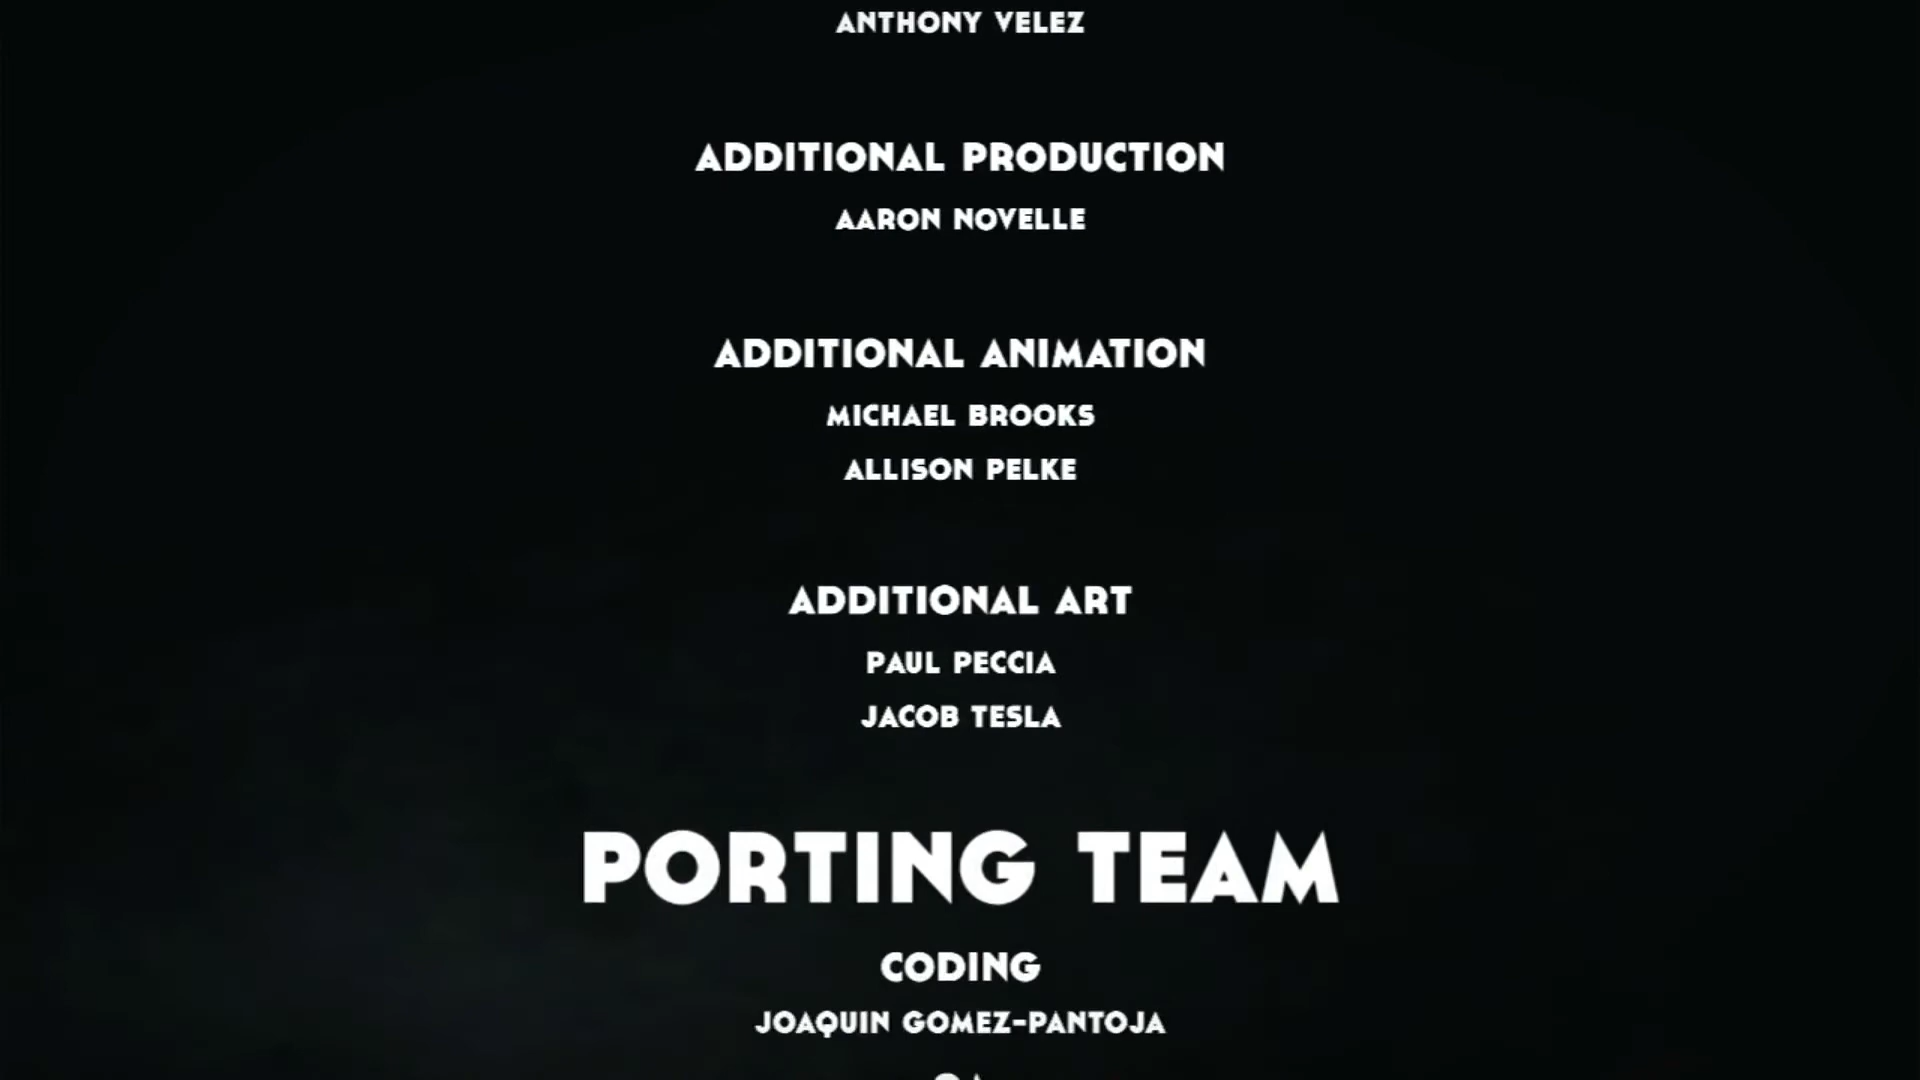 ANTHONY VELEZ
ADDITIONAL PRODUCTION
AARON NOVELLE
ADDITIONAL ANIMATION
MICHAEL BROOKS
ALLISON PELKE
ADDITIONAL ART
PAUL PECCIA
JACOB TESLA
PORTING TEAM
CODING
JOAQUIN GOMEZ-PANTOJA